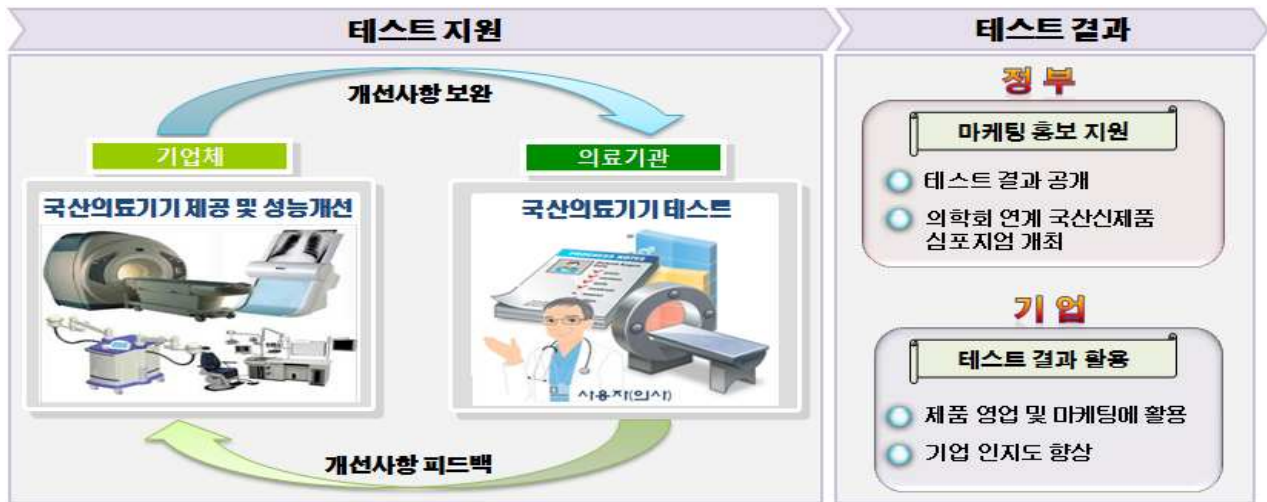 테스트 지원
테스트 결과
개선사항 보완
기업체
의료기관
국산의료기기 제공 및 성능개선
국산의료기기 테스트
PROGRESS NOTES
사용자(의사)
개선사항 피드백
정 부
마케팅 홍보 지원
테스트 결과 공개
의학회 연계 국산신제품
심포지엄 개최
기 업
테스트 결과 활용
제품 영업 및 마케팅에 활용
기업 인지도 향상